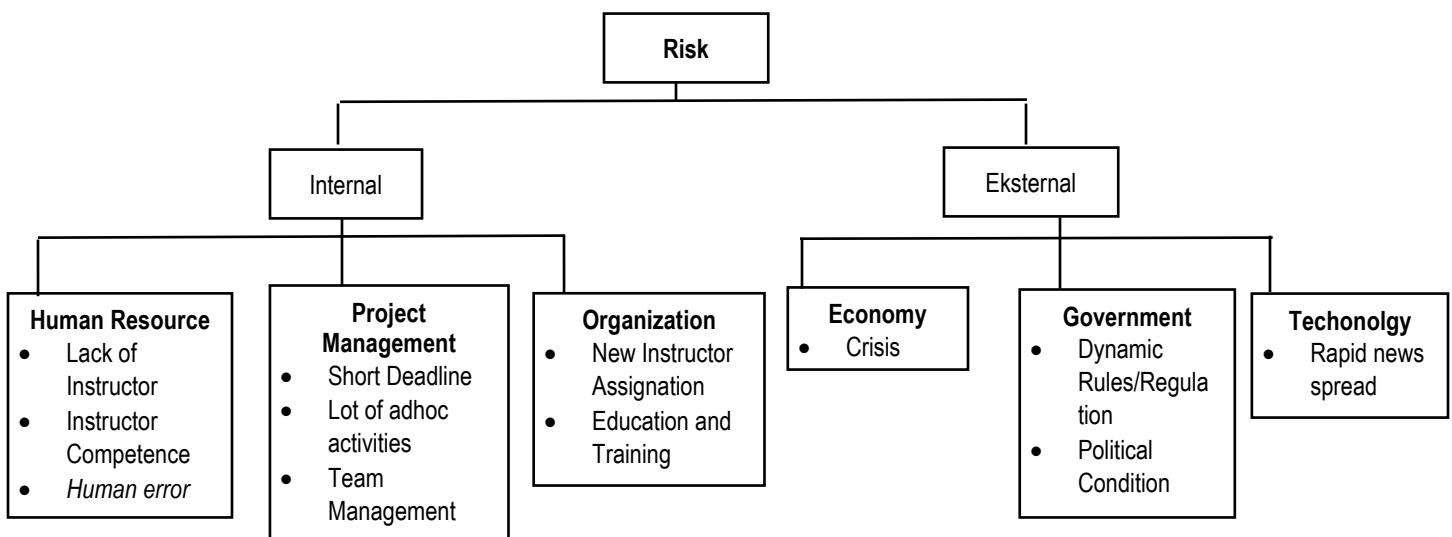 Risk
Internal
Eksternal
Human Resource
• Lack of
Instructor
• Instructor
Competence
• Human error
Project
Management
• Short Deadline
• Lot of adhoc
activities
• Team
Management
Organization
• New Instructor
Assignation
• Education and
Training
Economy
• Crisis
Government
• Dynamic
Rules/Regula
tion
• Political
Condition
Techonolgy
• Rapid news
spread